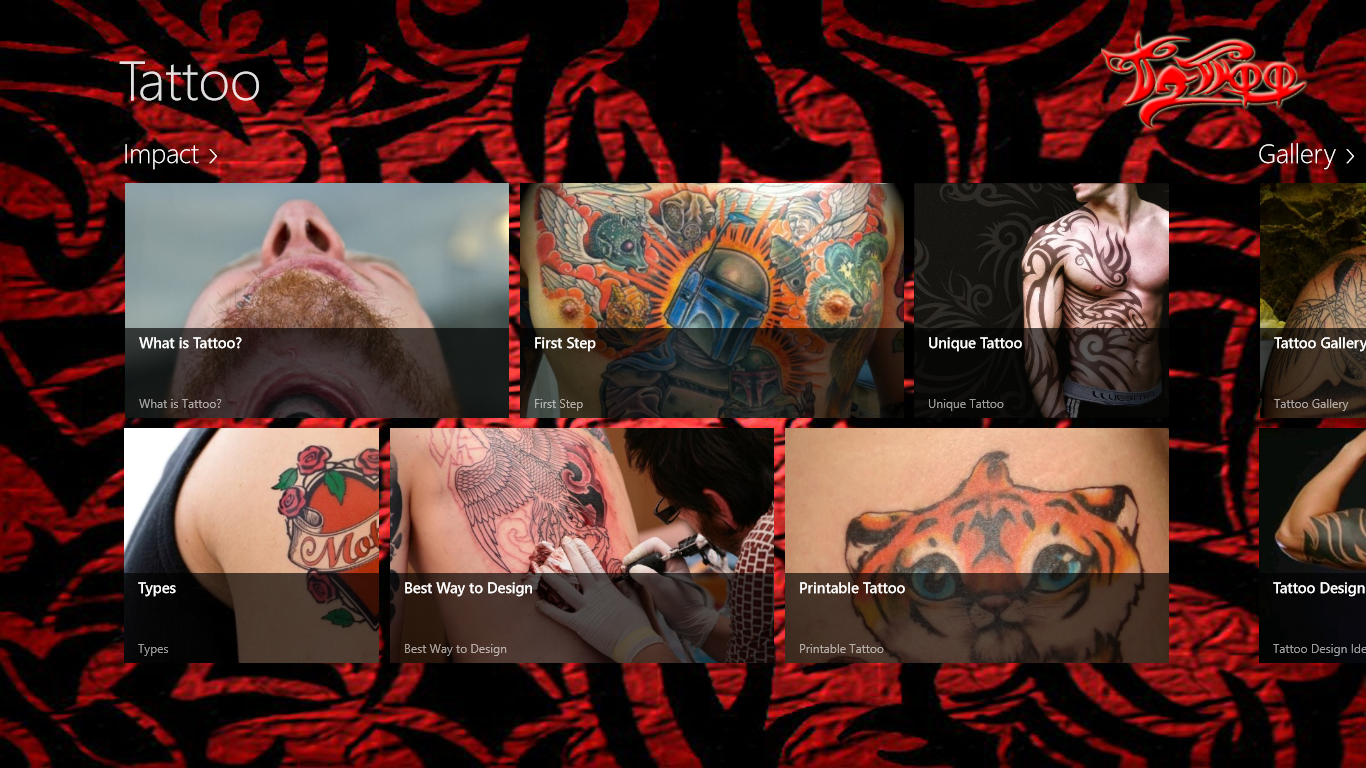 Tattoo
Tattoo
Impact >
Gallery >
What is Tattoo?
What is Tattoo?
First Step
First Step
Unique Tattoo
Unique Tattoo
Tattoo Gallery
Tattoo Gallery
Types
Types
Best Way to Design
Best Way to Design
Printable Tattoo
Printable Tattoo
Tattoo Design
Tattoo Design Ide